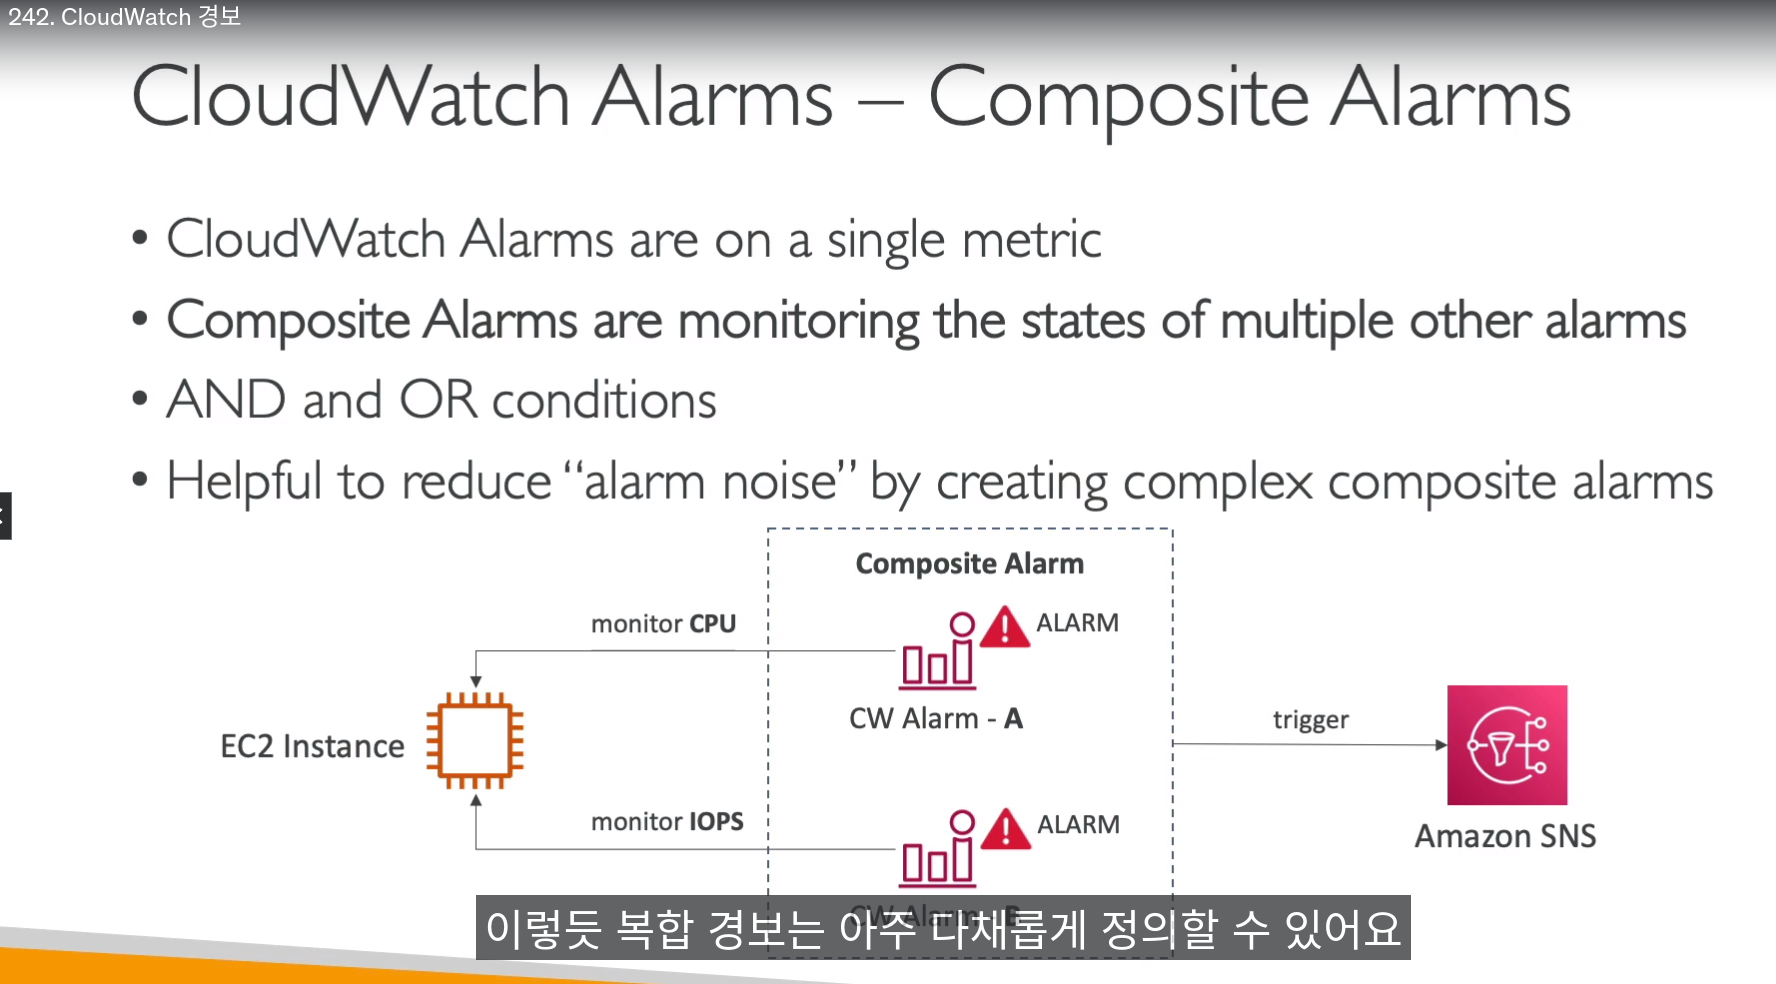 242. CloudWatch 경보
CloudWatch Alarms – Composite Alarms
• CloudWatch Alarms are on a single metric
• Composite Alarms are monitoring the states of multiple other alarms
• AND and OR conditions
• Helpful to reduce “alarm noise” by creating complex composite alarms
Composite Alarm
monitor CPU
ALARM
CW Alarm - A
EC2 Instance
trigger
monitor IOPS
ALARM
Amazon SNS
CW Alarm - B
이렇듯 복합 경보는 아주 다채롭게 정의할 수 있어요